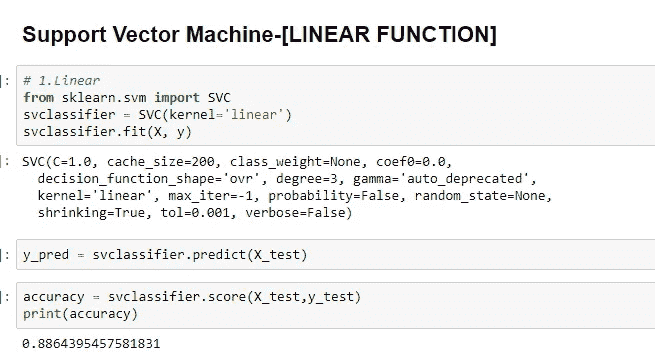 Support Vector Machine-[LINEAR FUNCTION]
]: # 1.Linear
from sklearn.svm import SVC
svclassifier = SVC(kernel='linear')
svclassifier.fit(X, y)
]: SVC(C=1.0, cache_size=200, class_weight=None, coef0=0.0,
decision_function_shape='ovr', degree=3, gamma='auto_deprecated',
kernel='linear', max_iter=-1, probability=False, random_state=None,
shrinking=True, tol=0.001, verbose=False)
]: y_pred = svclassifier.predict(X_test)
]: accuracy = svclassifier.score(X_test,y_test)
print(accuracy)
0.8864395457581831